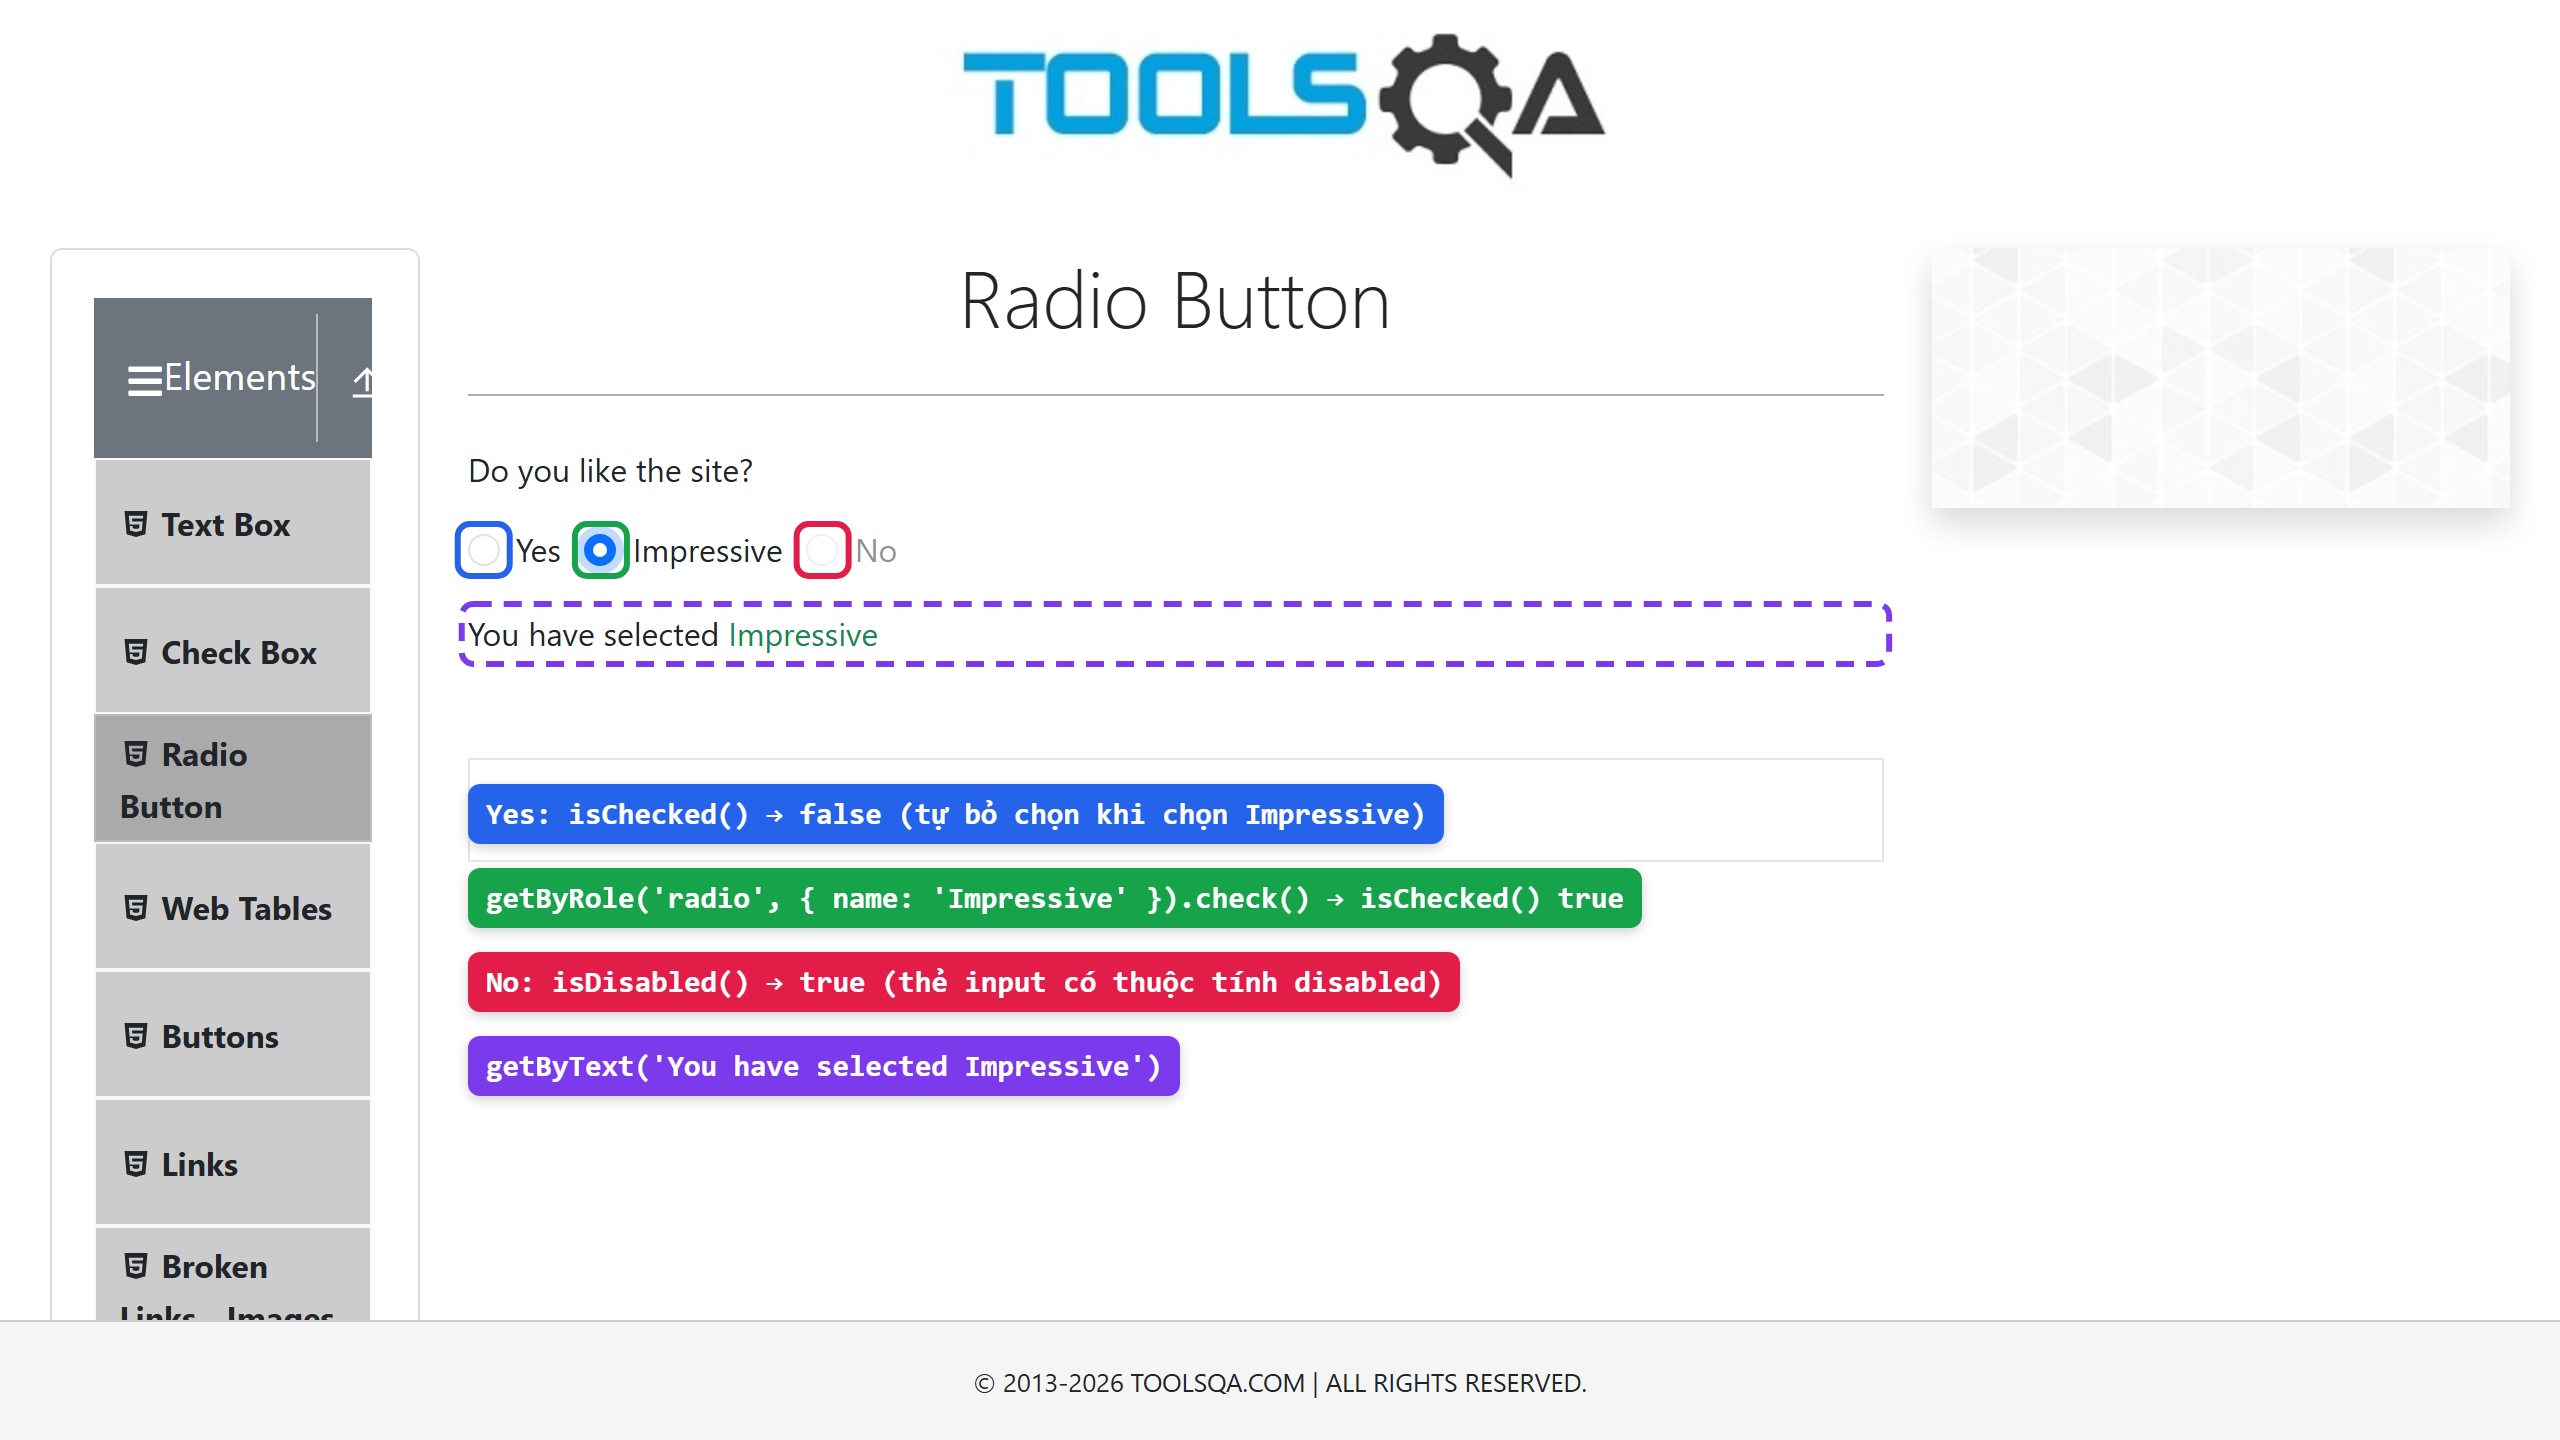 TOOLSQA
Elements
Text Box
Check Box
Radio
Button
Web Tables
Buttons
Links
Broken
Links - Images
Radio Button
Do you like the site?
Yes Impressive No
You have selected Impressive
Yes: isChecked() → false (tự bỏ chọn khi chọn Impressive)
getByRole('radio', { name: 'Impressive' }).check() → isChecked() true
No: isDisabled() → true (thẻ input có thuộc tính disabled)
getByText('You have selected Impressive')
© 2013-2026 TOOLSQA.COM | ALL RIGHTS RESERVED.